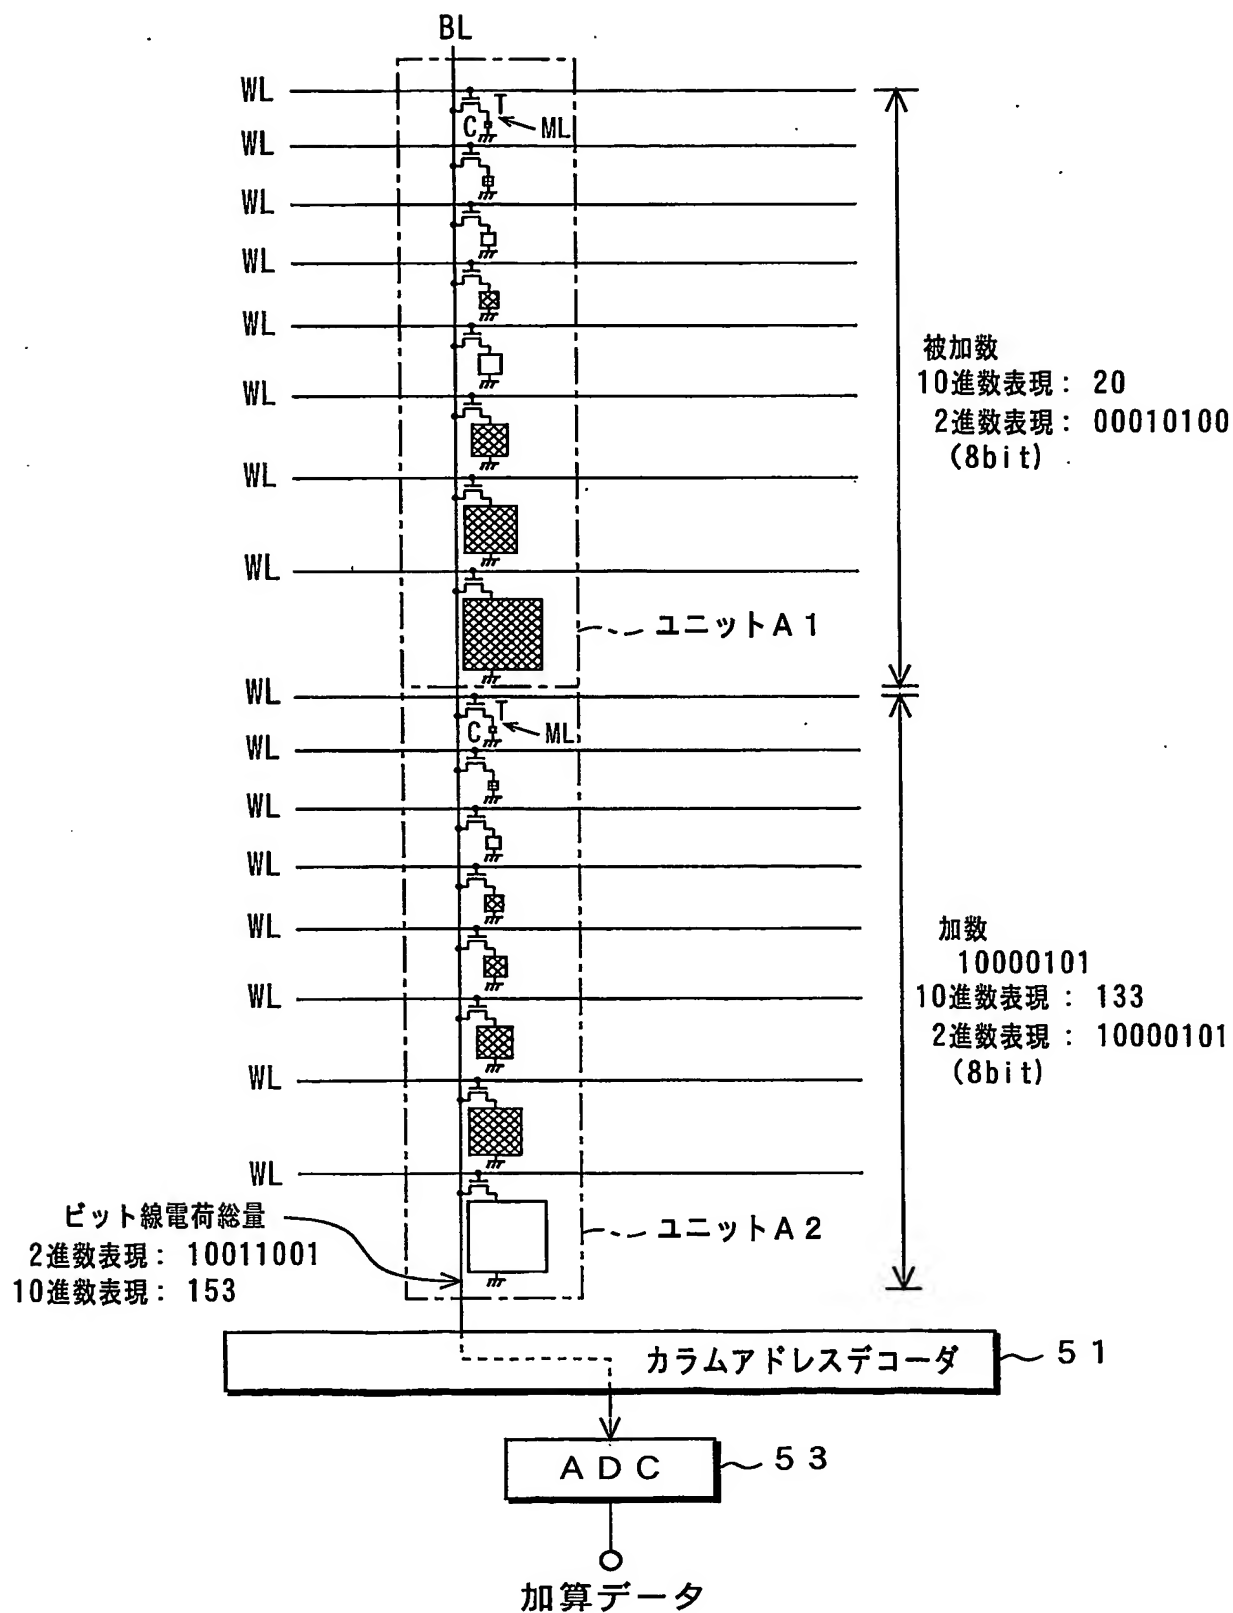 BL
WL
T
C
ML
WL
WL
WL
WL
WL
WL
WL
被加数
10進数表現: 20
2進数表現: 00010100
(8bit)
ユニットA1
WL
T
C
ML
WL
WL
WL
WL
WL
WL
WL
加数
10000101
10進数表現: 133
2進数表現: 10000101
(8bit)
ユニットA2
ビット線電荷総量
2進数表現: 10011001
10進数表現: 153
カラムアドレスデコーダ
51
ADC
53
加算データ